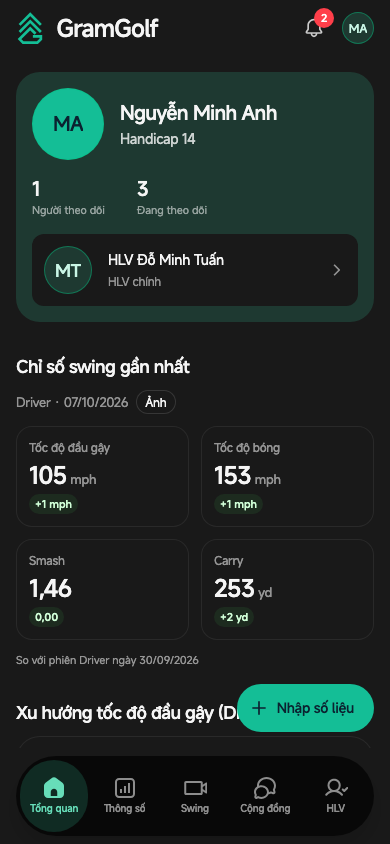 GramGolf
2
MA
MA
Nguyễn Minh Anh
Handicap 14
1
Người theo dõi
3
Đang theo dõi
MT
HLV Đỗ Minh Tuấn
HLV chính
Chỉ số swing gần nhất
Driver · 07/10/2026
Ảnh
Tốc độ đầu gậy
105 mph
+1 mph
Tốc độ bóng
153 mph
+1 mph
Smash
1,46
0,00
Carry
253 yd
+2 yd
So với phiên Driver ngày 30/09/2026
Xu hướng tốc độ đầu gậy
Nhập số liệu
Tổng quan
Thông số
Swing
Cộng đồng
HLV